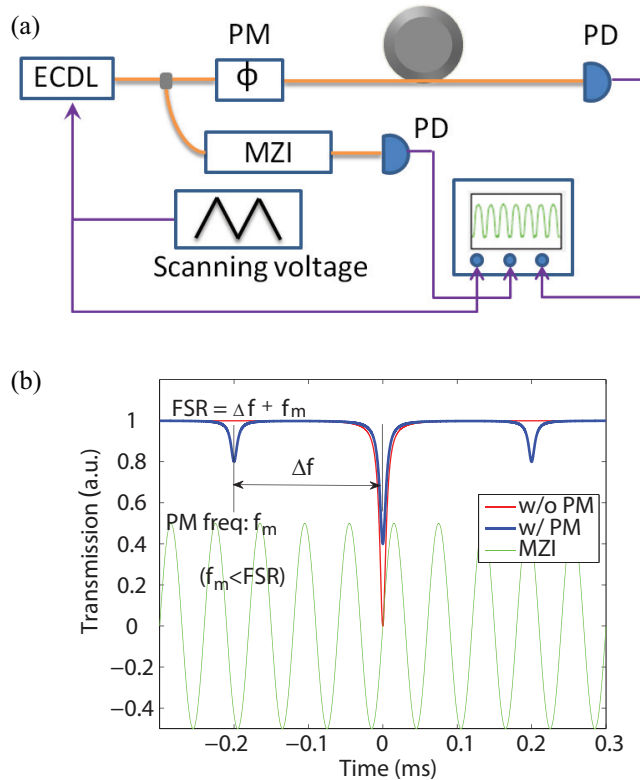 (a)
PM
PD
ECDL
ϕ
PD
MZI
Scanning voltage
(b)
FSR = Δf + fm
Δf
PM freq: fm
(fm<FSR)
w/o PM
w/ PM
MZI
Transmission (a.u.)
1
0.8
0.6
0.4
0.2
0
−0.2
−0.4
−0.2
−0.1
0
0.1
0.2
0.3
Time (ms)